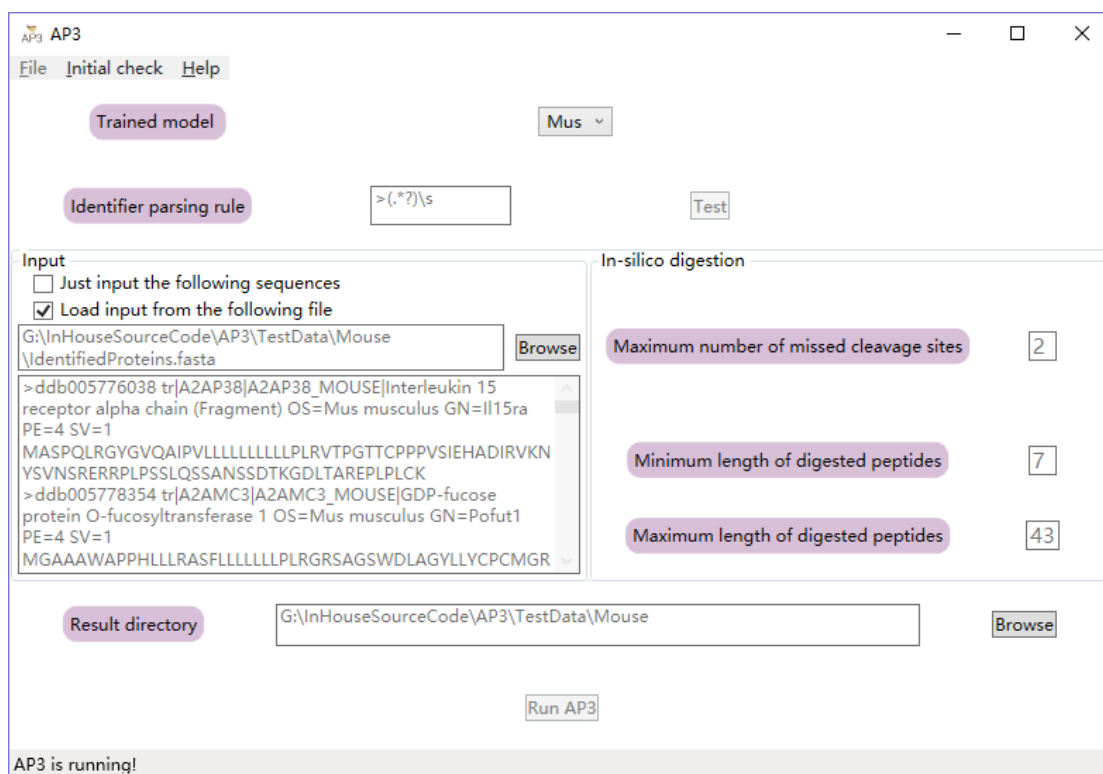 AP3 AP3
File Initial check Help
Trained model Mus
Identifier parsing rule >(.*?)\s Test
Input
Just input the following sequences
Load input from the following file
G:\InHouseSourceCode\AP3\TestData\Mouse
\IdentifiedProteins.fasta
Browse
>ddb005776038 tr|A2AP38|A2AP38_MOUSE|Interleukin 15
receptor alpha chain (Fragment) OS=Mus musculus GN=Il15ra
PE=4 SV=1
MASPQLRGYGVQAIPVLLLLLLLLLLPLRVTPGTTCPPPVSIEHADIRVKN
YSVNSRERRPLPSSLQSSANSSDTKGDLTAREPLPLCK
>ddb005778354 tr|A2AMC3|A2AMC3_MOUSE|GDP-fucose
protein O-fucosyltransferase 1 OS=Mus musculus GN=Pofut1
PE=4 SV=1
MGAAAWAPPHLLLRASFLLLLLLLPLRGRSAGSWDLAGYLLYCPCMGR
In-silico digestion
Maximum number of missed cleavage sites 2
Minimum length of digested peptides 7
Maximum length of digested peptides 43
Result directory G:\InHouseSourceCode\AP3\TestData\Mouse Browse
Run AP3
AP3 is running!